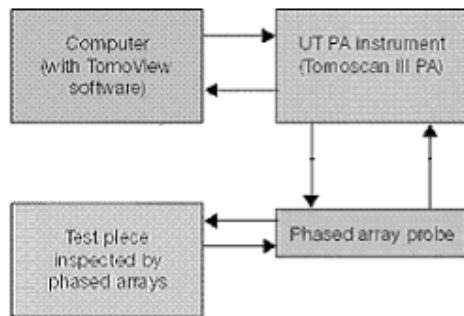 Computer
(with TomoView
software)
UT PA instrument
(Tomoscan III PA)
Test piece
inspected by
phased arrays
Phased array probe